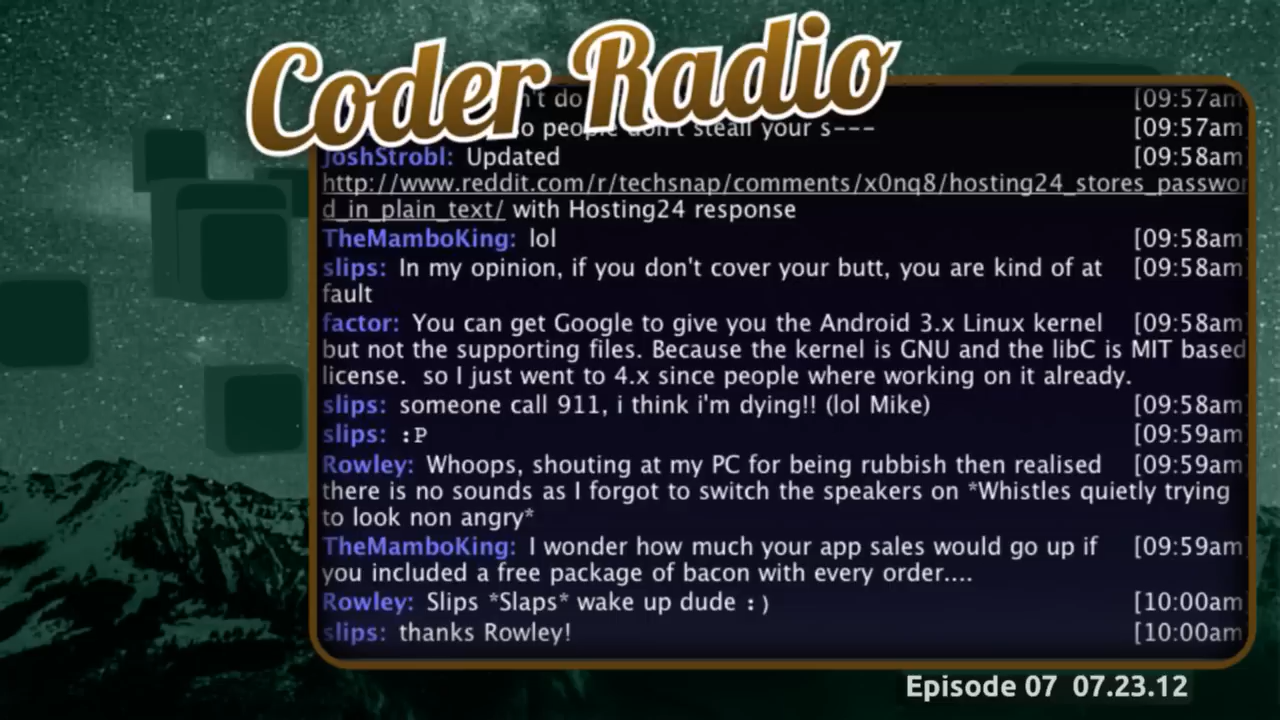 Coder Radio
n't do [09:57am
o people don't steal your s--- [09:57am
JoshStrobl: Updated [09:58am
http://www.reddit.com/r/techsnap/comments/x0nq8/hosting24_stores_passwor
d_in_plain_text/ with Hosting24 response
TheMamboKing: lol [09:58am
slips: In my opinion, if you don't cover your butt, you are kind of at [09:58am
fault
factor: You can get Google to give you the Android 3.x Linux kernel [09:58am
but not the supporting files. Because the kernel is GNU and the libC is MIT based
license. so I just went to 4.x since people where working on it already.
slips: someone call 911, i think i'm dying!! (lol Mike) [09:58am
slips: :P [09:59am
Rowley: Whoops, shouting at my PC for being rubbish then realised [09:59am
there is no sounds as I forgot to switch the speakers on *Whistles quietly trying
to look non angry*
TheMamboKing: I wonder how much your app sales would go up if [09:59am
you included a free package of bacon with every order....
Rowley: Slips *Slaps* wake up dude :) [10:00am
slips: thanks Rowley! [10:00am
Episode 07 07.23.12